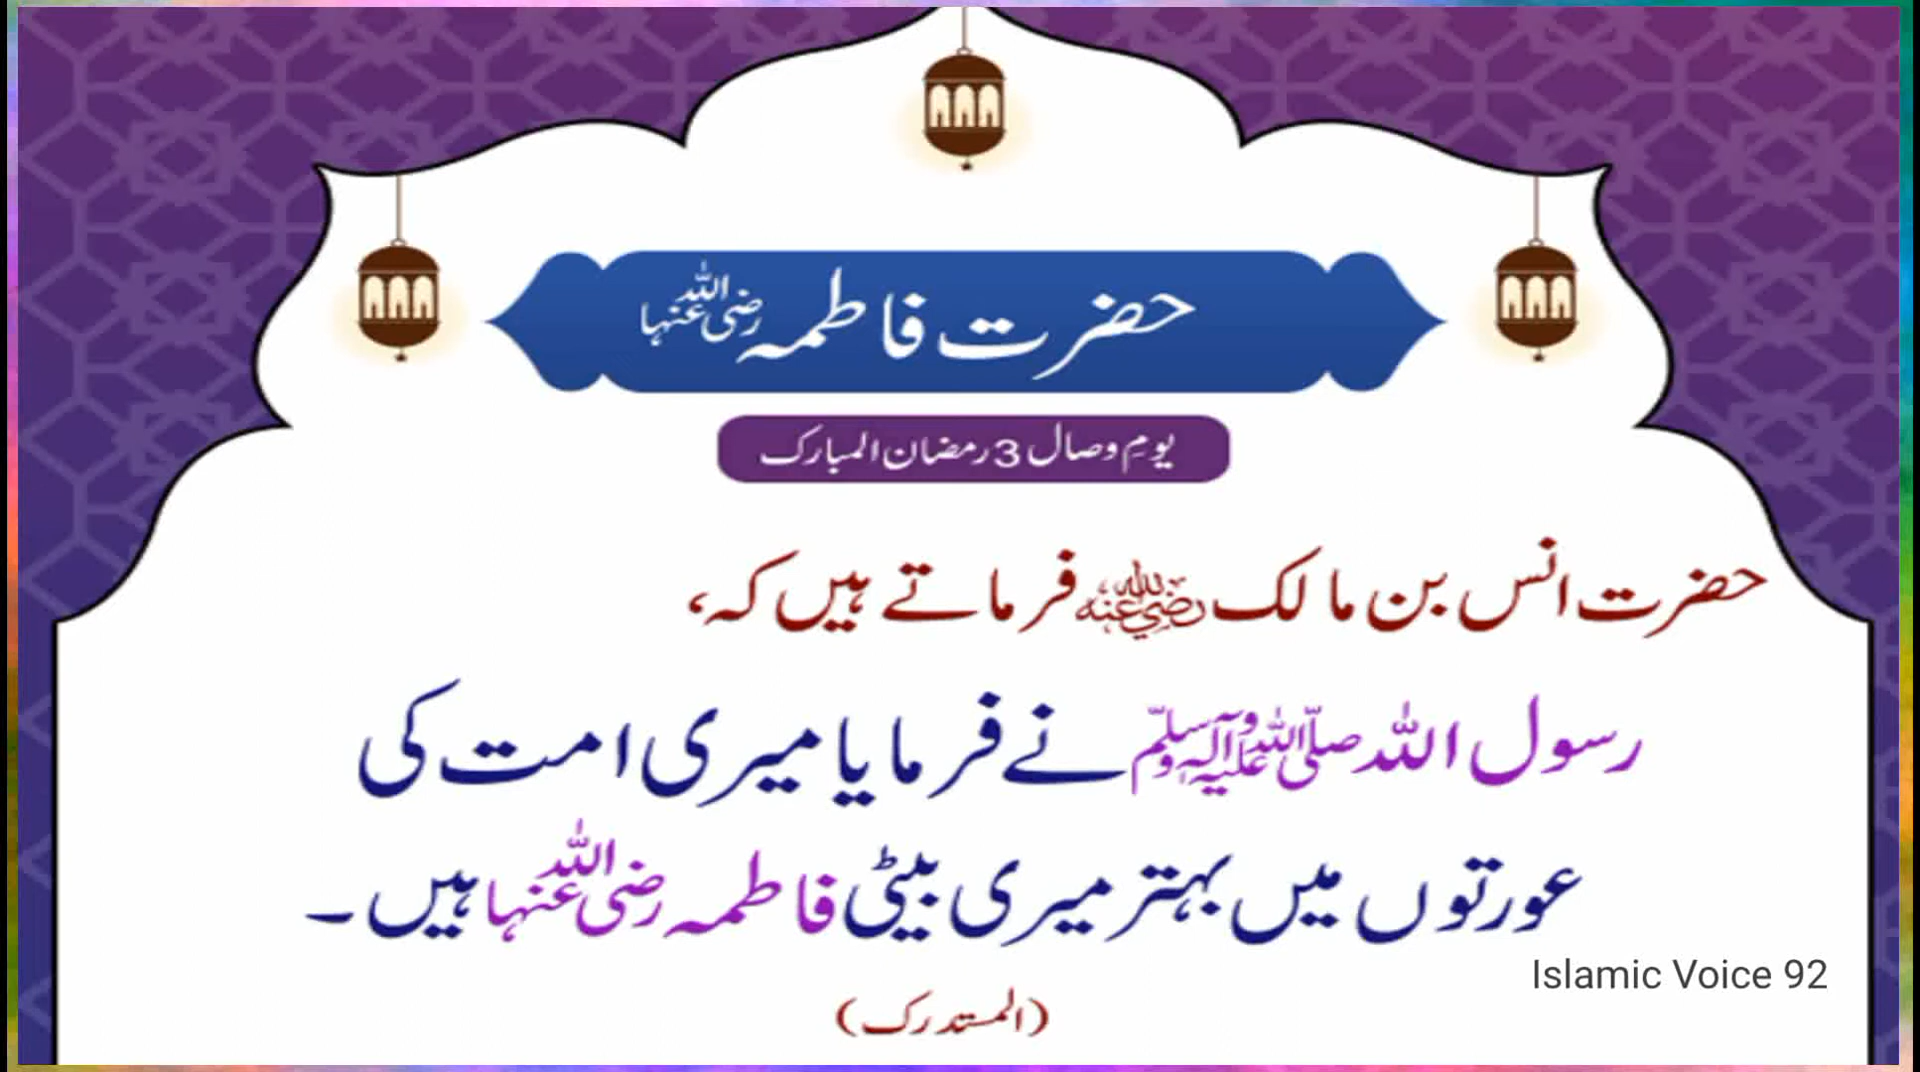 حضرت فاطمہ رضی اللہ عنہا
یومِ وصال 3 رمضان المبارک
حضرت انس بن مالک رضی اللہ عنہ فرماتے ہیں کہ،
رسول اللہ صلی اللہ علیہ وآلہ وسلم نے فرمایا میری امت کی
عورتوں میں بہتر میری بیٹی فاطمہ رضی اللہ عنہا ہیں ۔
Islamic Voice 92
(المستدرک)